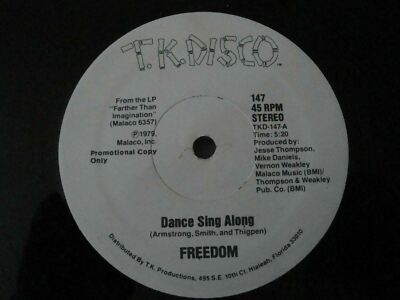 T.K. DISCO
From the LP
"Farther Than
Imagination"
(Malaco 6357)
℗1979,
Malaco, Inc
Promotional Copy
Only
147
45 RPM
STEREO
TKD-147-A
Time: 5:20
Produced by:
Jesse Thompson,
Mike Daniels,
Vernon Weakley
Malaco Music (BMI)/
Thompson & Weakley
Pub. Co. (BMI)
Dance Sing Along
(Armstrong, Smith, and Thigpen)
FREEDOM
Distributed By T.K. Productions, 495 S.E. 10th Ct. Hialeah, Florida 33010